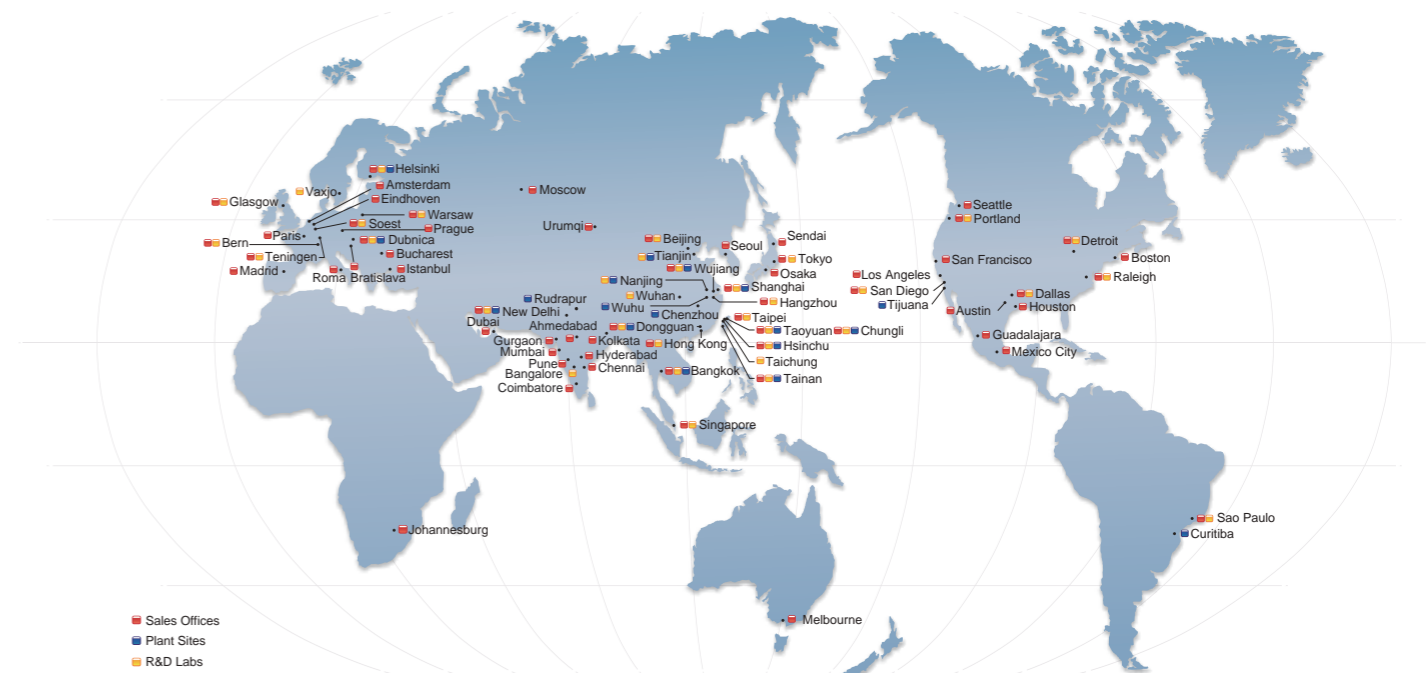 Helsinki
Amsterdam
Vaxjo
Eindhoven
Glasgow
Warsaw
Soest
Prague
Paris
Bern
Dubnica
Teningen
Bucharest
Madrid
Istanbul
Roma Bratislava
Moscow
Urumqi
Beijing
Seoul
Sendai
Tianjin
Tokyo
Wujiang
Osaka
Nanjing
Shanghai
Wuhan
Hangzhou
Rudrapur
Wuhu
New Delhi
Chenzhou
Taipei
Dubai
Ahmedabad
Dongguan
Taoyuan
Chungli
Gurgaon
Kolkata
Hong Kong
Hsinchu
Mumbai
Hyderabad
Taichung
Pune
Chennai
Bangkok
Bangalore
Tainan
Coimbatore
Singapore
Seattle
Portland
Detroit
Boston
San Francisco
Los Angeles
Raleigh
San Diego
Dallas
Tijuana
Houston
Austin
Guadalajara
Mexico City
Johannesburg
Sao Paulo
Curitiba
Melbourne
Sales Offices
Plant Sites
R&D Labs